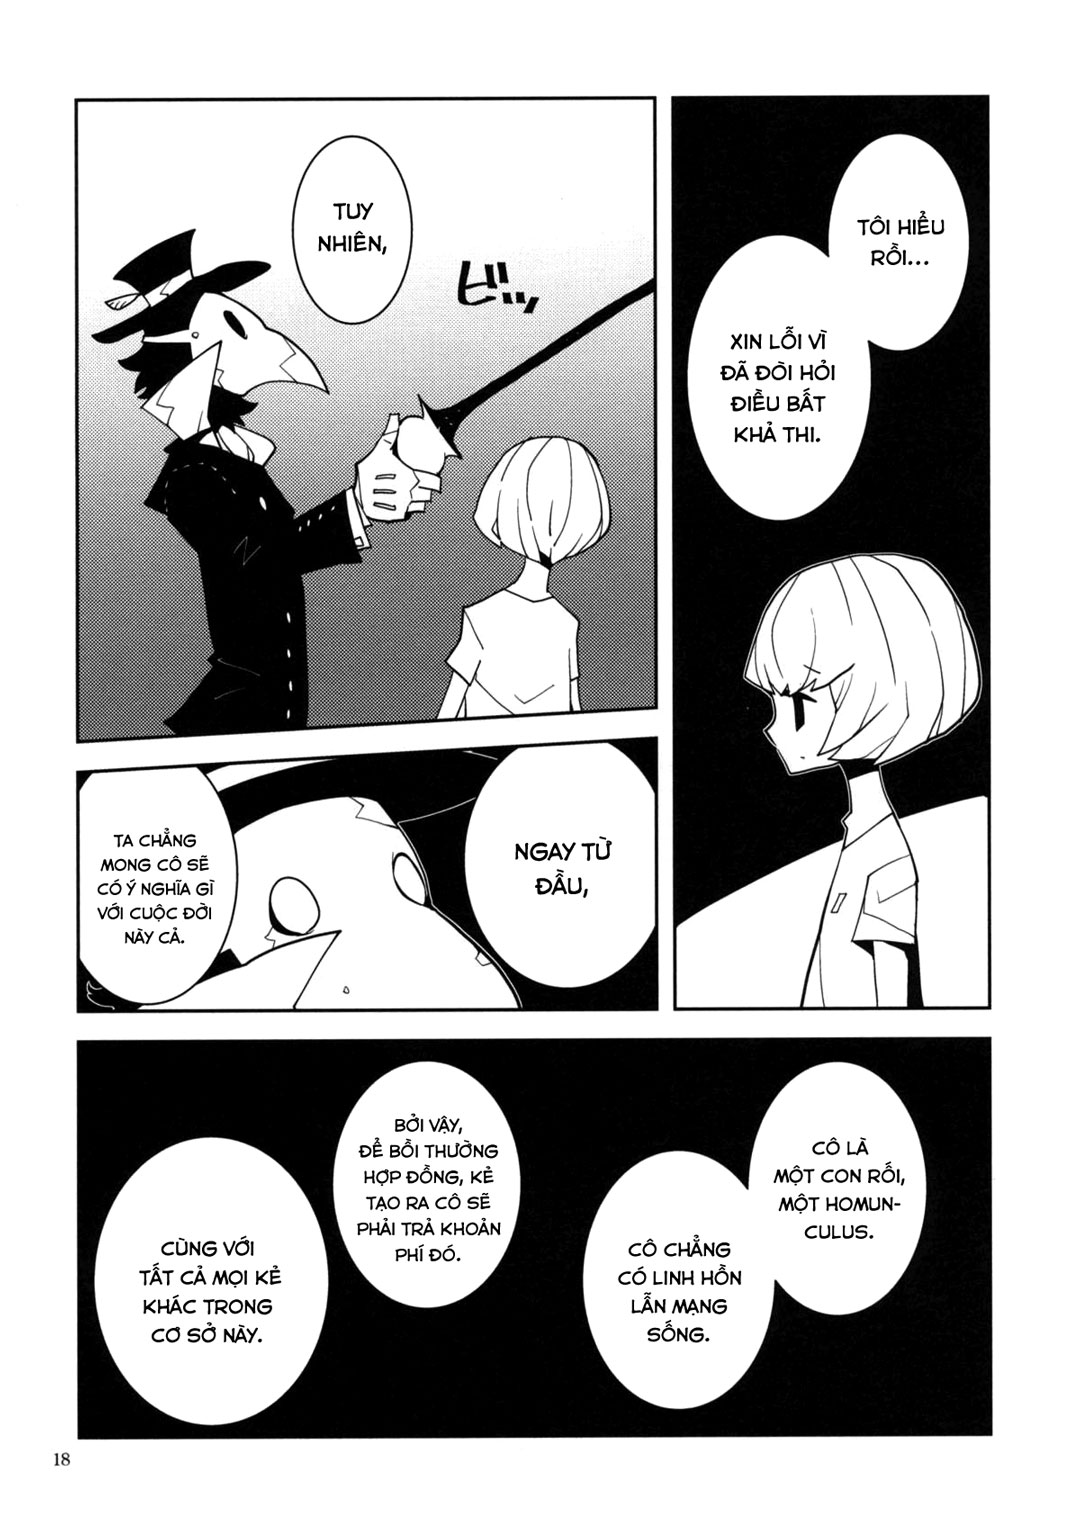 TÔI HIỂU
RỒI...
XIN LỖI VÌ
ĐÃ ĐÒI HỎI
ĐIỀU BẤT
KHẢ THI.
TUY
NHIÊN,
ビッ
NGAY TỪ
ĐẦU,
TA CHẲNG
MONG CÔ SẼ
CÓ Ý NGHĨA GÌ
VỚI CUỘC ĐỜI
NÀY CẢ.
CÔ LÀ
MỘT CON RỐI,
MỘT HOMUN-
CULUS.
CÔ CHẲNG
CÓ LINH HỒN
LẪN MẠNG
SỐNG.
BỞI VẬY,
ĐỂ BỒI THƯỜNG
HỢP ĐỒNG, KẺ
TẠO RA CÔ SẼ
PHẢI TRẢ KHOẢN
PHÍ ĐÓ.
CÙNG VỚI
TẤT CẢ MỌI KẺ
KHÁC TRONG
CƠ SỞ NÀY.
18